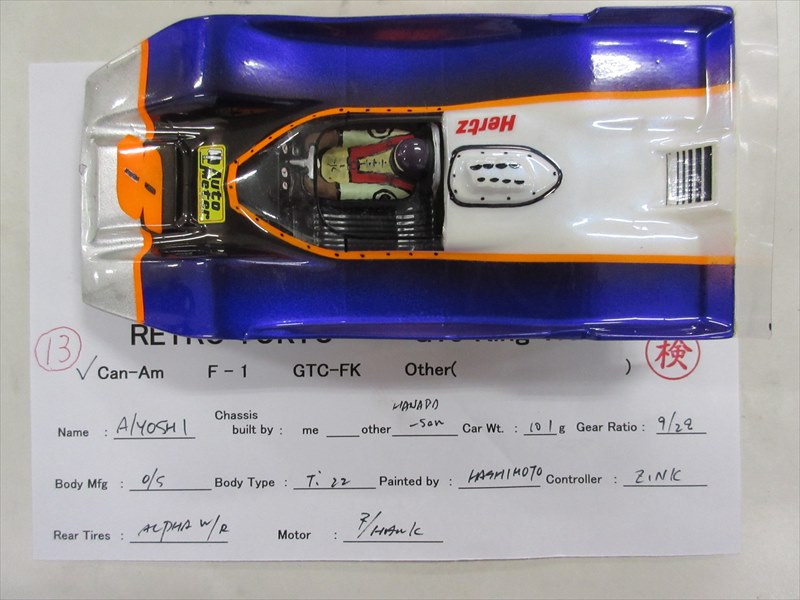 Hertz
Auto
Meter
RETRO TOKYO
13
検
✓ Can-Am F-1 GTC-FK Other( )
Name : A/YOSHI Chassis built by : me other HANADA -San Car Wt. : 101 g Gear Ratio : 9/28
Body Mfg : O/S Body Type : Ti 22 Painted by : HASHIMOTO Controller : ZINK
Rear Tires : ALPHA W/R Motor : F/HAWK